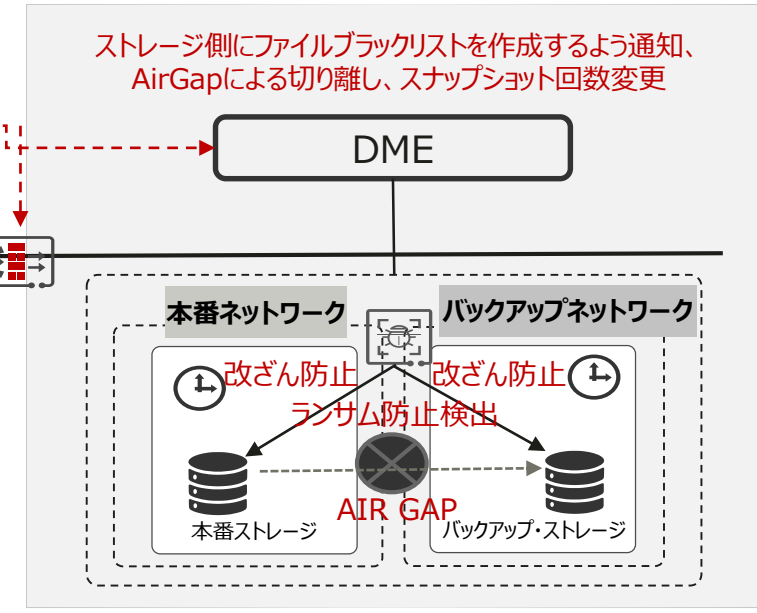 ストレージ側にファイルブラックリストを作成するよう通知、
AirGapによる切り離し、スナップショット回数変更
DME
本番ネットワーク
バックアップネットワーク
改ざん防止
改ざん防止
ランサム防止検出
AIR GAP
本番ストレージ
バックアップ・ストレージ